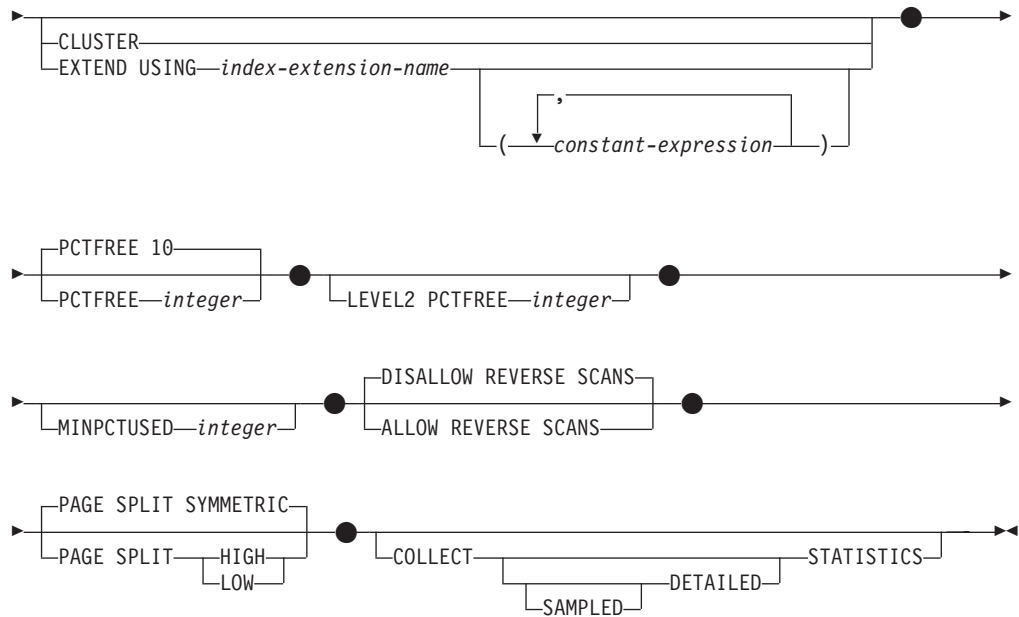 CLUSTER
EXTEND USING index-extension-name
,
( constant-expression )
PCTFREE 10
PCTFREE integer
LEVEL2 PCTFREE integer
DISALLOW REVERSE SCANS
MINPCTUSED integer
ALLOW REVERSE SCANS
PAGE SPLIT SYMMETRIC
PAGE SPLIT HIGH
LOW
COLLECT STATISTICS
DETAILED
SAMPLED